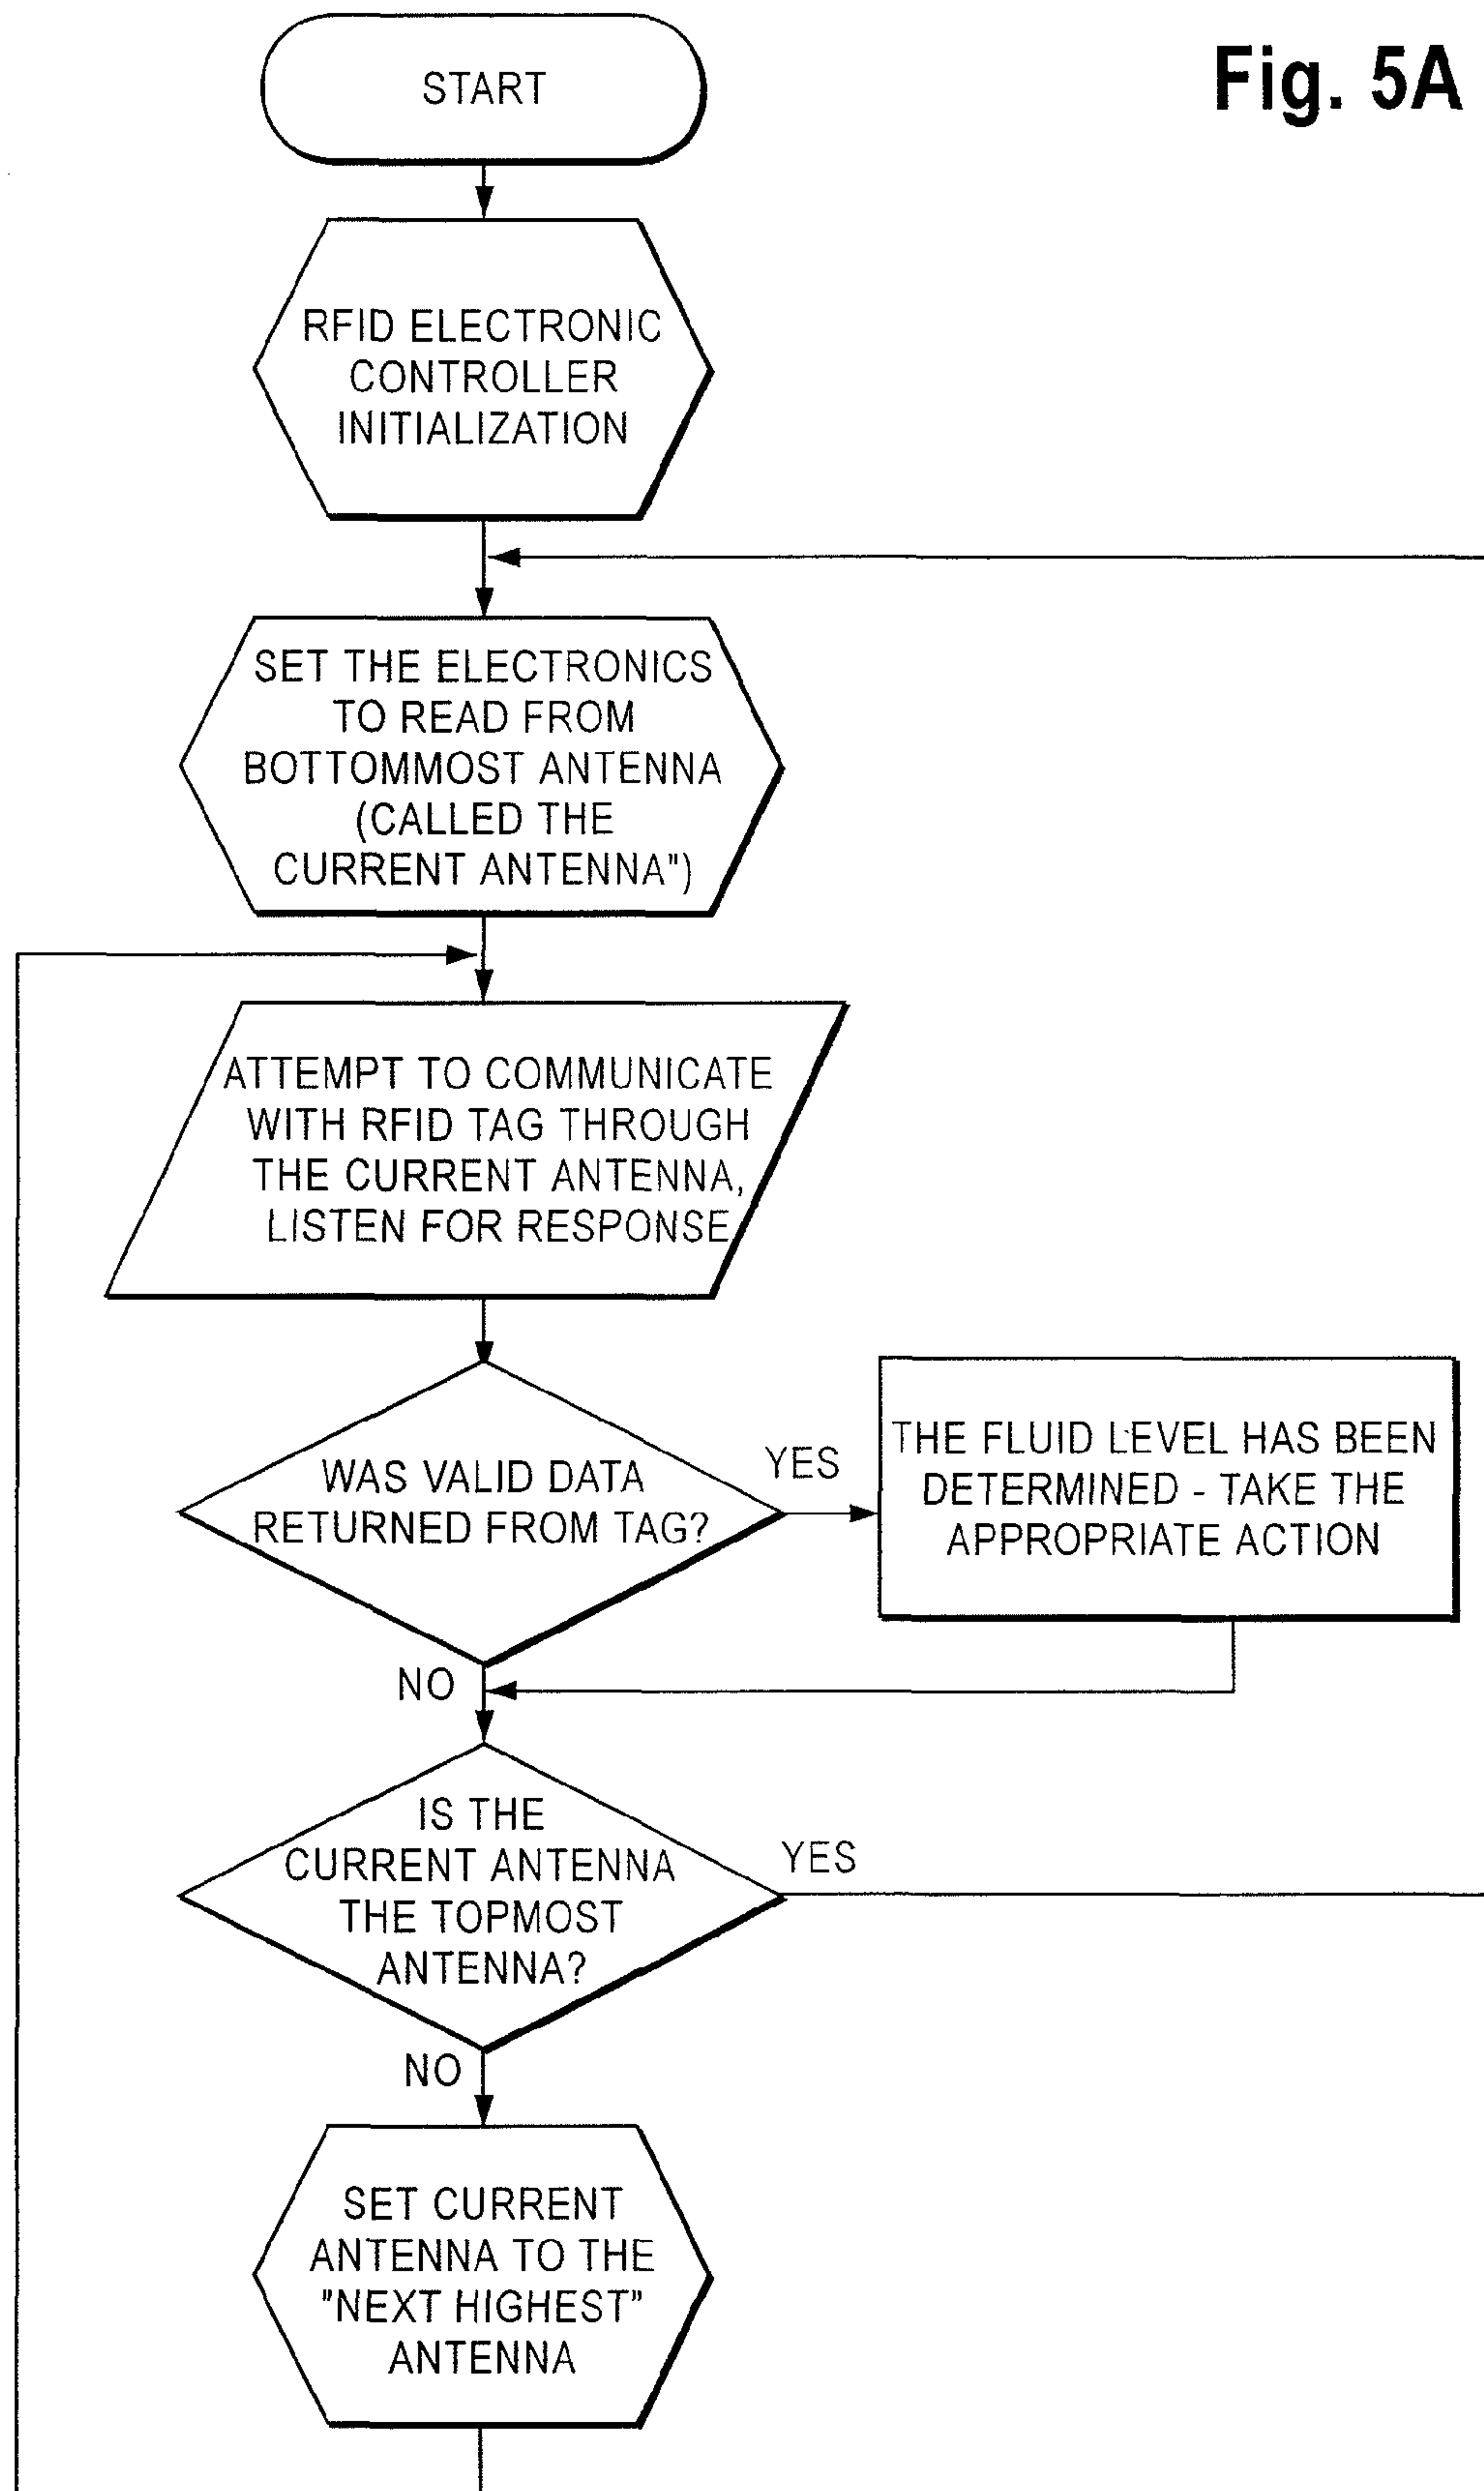 Fig. 5A
START
RFID ELECTRONIC
CONTROLLER
INITIALIZATION
SET THE ELECTRONICS
TO READ FROM
BOTTOMMOST ANTENNA
(CALLED THE
CURRENT ANTENNA")
ATTEMPT TO COMMUNICATE
WITH RFID TAG THROUGH
THE CURRENT ANTENNA,
LISTEN FOR RESPONSE
WAS VALID DATA
RETURNED FROM TAG?
YES
THE FLUID LEVEL HAS BEEN
DETERMINED - TAKE THE
APPROPRIATE ACTION
NO
IS THE
CURRENT ANTENNA
THE TOPMOST
ANTENNA?
YES
NO
SET CURRENT
ANTENNA TO THE
"NEXT HIGHEST"
ANTENNA